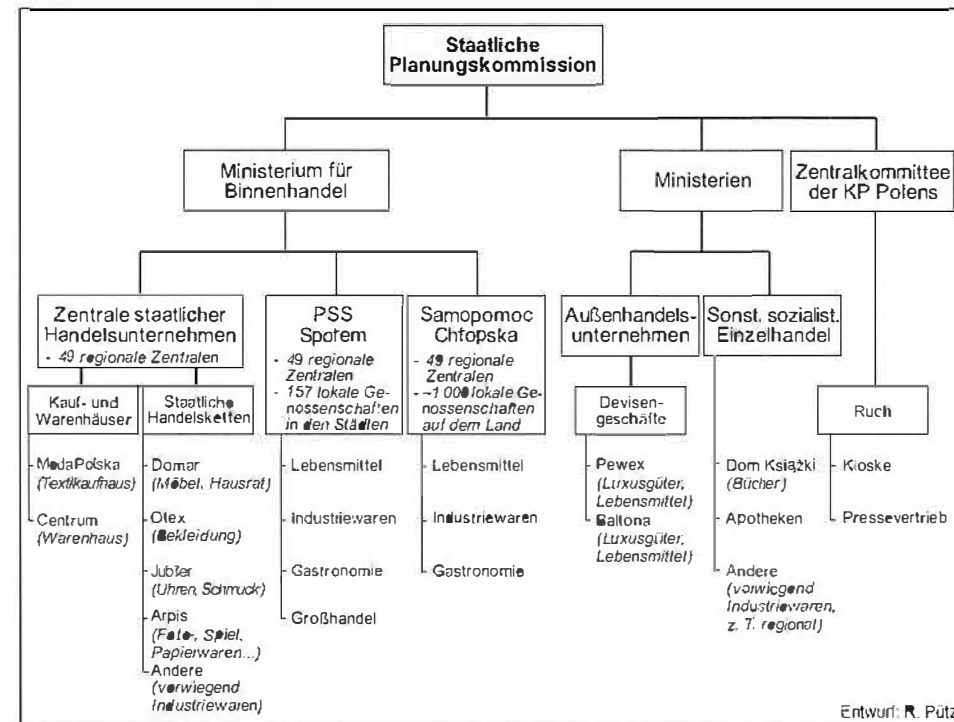 Staatliche
Planungskommission
Ministerium für
Binnenhandel
Ministerien
Zentralkommittee
der KP Polens
Zentrale staatlicher
Handelsunternehmen
- 49 regionale Zentralen
PSS
Społem
- 49 regionale
Zentralen
- 157 lokale Ge-
nossenschaften
in den Städten
Samopomoc
Chłopska
- 49 regionale
Zentralen
- ~1 000 lokale Ge-
nossenschaften
auf dem Land
Außenhandels-
unternehmen
Sonst. sozialist.
Einzelhandel
Kauf- und
Warenhäuser
Staatliche
Handelsketten
Devisen-
geschäfte
Ruch
ModaPolska
(Textilkaufhaus)
Centrum
(Warenhaus)
Domar
(Möbel, Hausrat)
Otex
(Bekleidung)
Jubiler
(Uhren, Schmuck)
Arpis
(Foto-, Spiel,
Papierwaren...)
Andere
(vorwiegend
Industriewaren)
Lebensmittel
Industriewaren
Gastronomie
Großhandel
Lebensmittel
Industriewaren
Gastronomie
Pewex
(Luxusgüter,
Lebensmittel)
Baltona
(Luxusgüter,
Lebensmittel)
Dom Książki
(Bücher)
Apotheken
Andere
(vorwiegend
Industriewaren,
z. T. regional)
Kioske
Pressevertrieb
Entwurf: R. Pütz